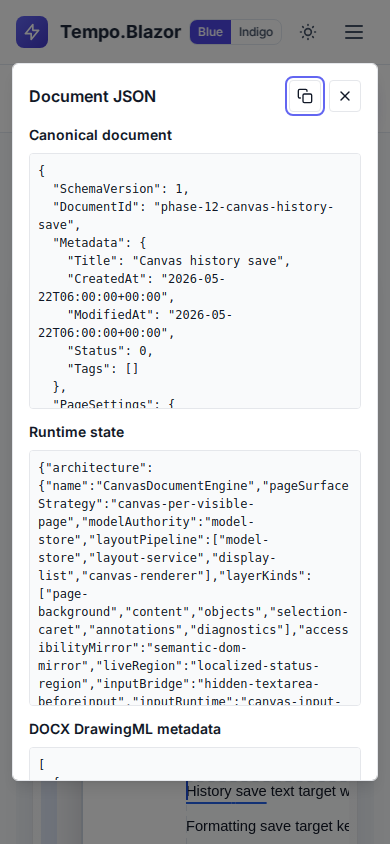 Tempo.Blazor Blue Indigo
Document JSON
Canonical document
{
  "SchemaVersion": 1,
  "DocumentId": "phase-12-canvas-history-
save",
  "Metadata": {
    "Title": "Canvas history save",
    "CreatedAt": "2026-05-
22T06:00:00+00:00",
    "ModifiedAt": "2026-05-
22T06:00:00+00:00",
    "Status": 0,
    "Tags": []
  },
  "PageSettings": {
Runtime state
{"architecture":
{"name":"CanvasDocumentEngine","pageSurface
Strategy":"canvas-per-visible-
page","modelAuthority":"model-
store","layoutPipeline":["model-
store","layout-service","display-
list","canvas-renderer"],"layerKinds":
["page-
background","content","objects","selection-
caret","annotations","diagnostics"],"access
ibilityMirror":"semantic-dom-
mirror","liveRegion":"localized-status-
region","inputBridge":"hidden-textarea-
beforeinput","inputRuntime":"canvas-input-
DOCX DrawingML metadata
[
History save text target w
Formatting save target ke